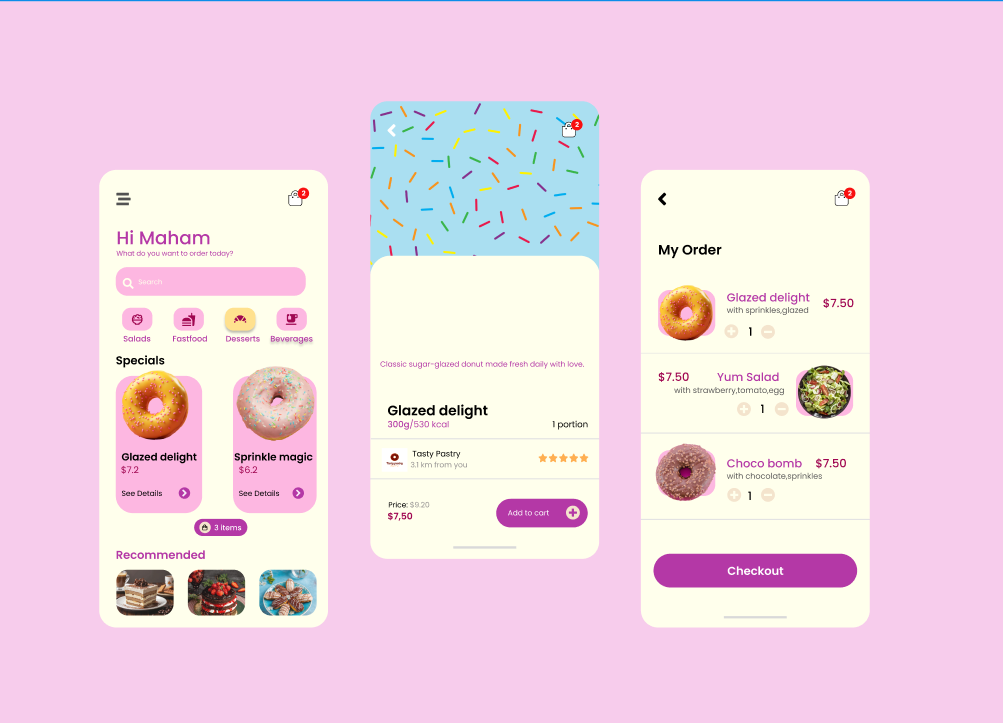 2
Hi Maham
What do you want to order today?
Search
Salads Fastfood Desserts Beverages
Specials
Glazed delight Sprinkle magic
$7.2 $6.2
See Details See Details
3 items
Recommended
2
Classic sugar-glazed donut made fresh daily with love.
Glazed delight
300g/530 kcal 1 portion
Tasty Pastry
3.1 km from you
Price: $9.20
$7,50
Add to cart
2
My Order
Glazed delight $7.50
with sprinkles,glazed
1
$7.50 Yum Salad
with strawberry,tomato,egg
1
Choco bomb $7.50
with chocolate,sprinkles
1
Checkout